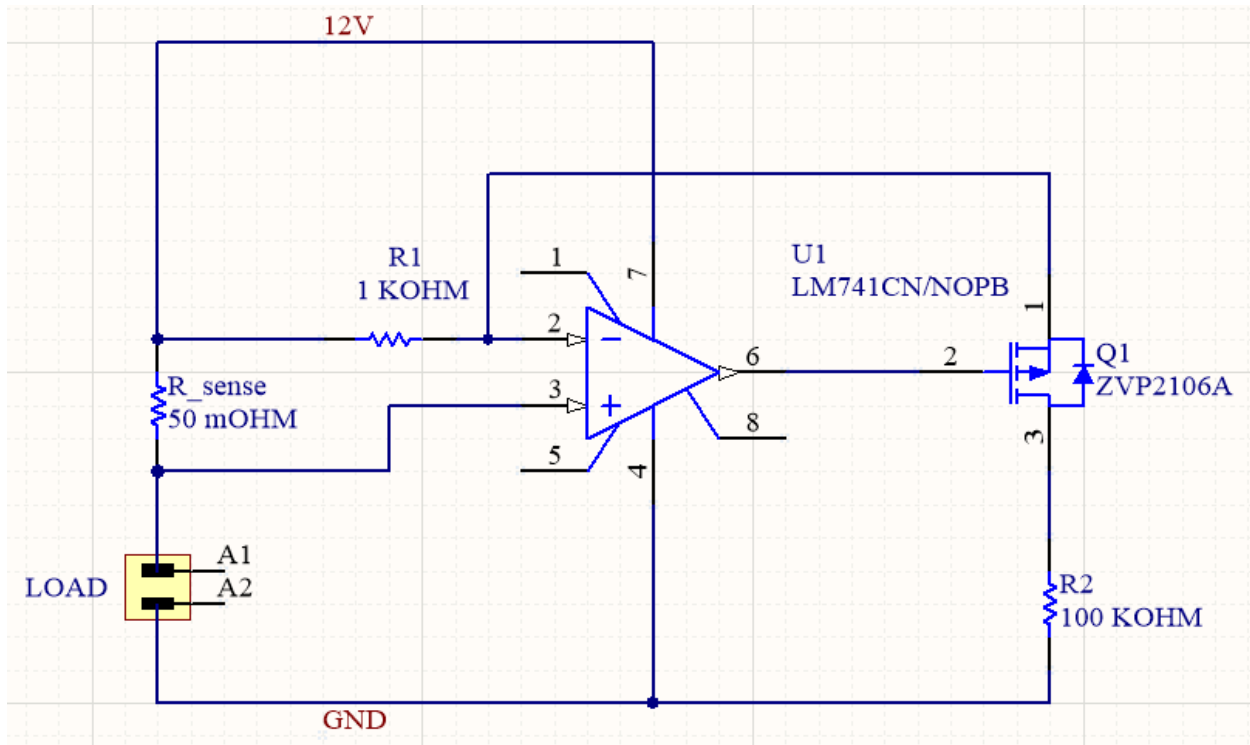 12V
R1
1 KOHM
1
7
U1
LM741CN/NOPB
2
−
6
2
1
Q1
ZVP2106A
R_sense
50 mOHM
3
+
8
3
5
4
A1
LOAD
A2
R2
100 KOHM
GND